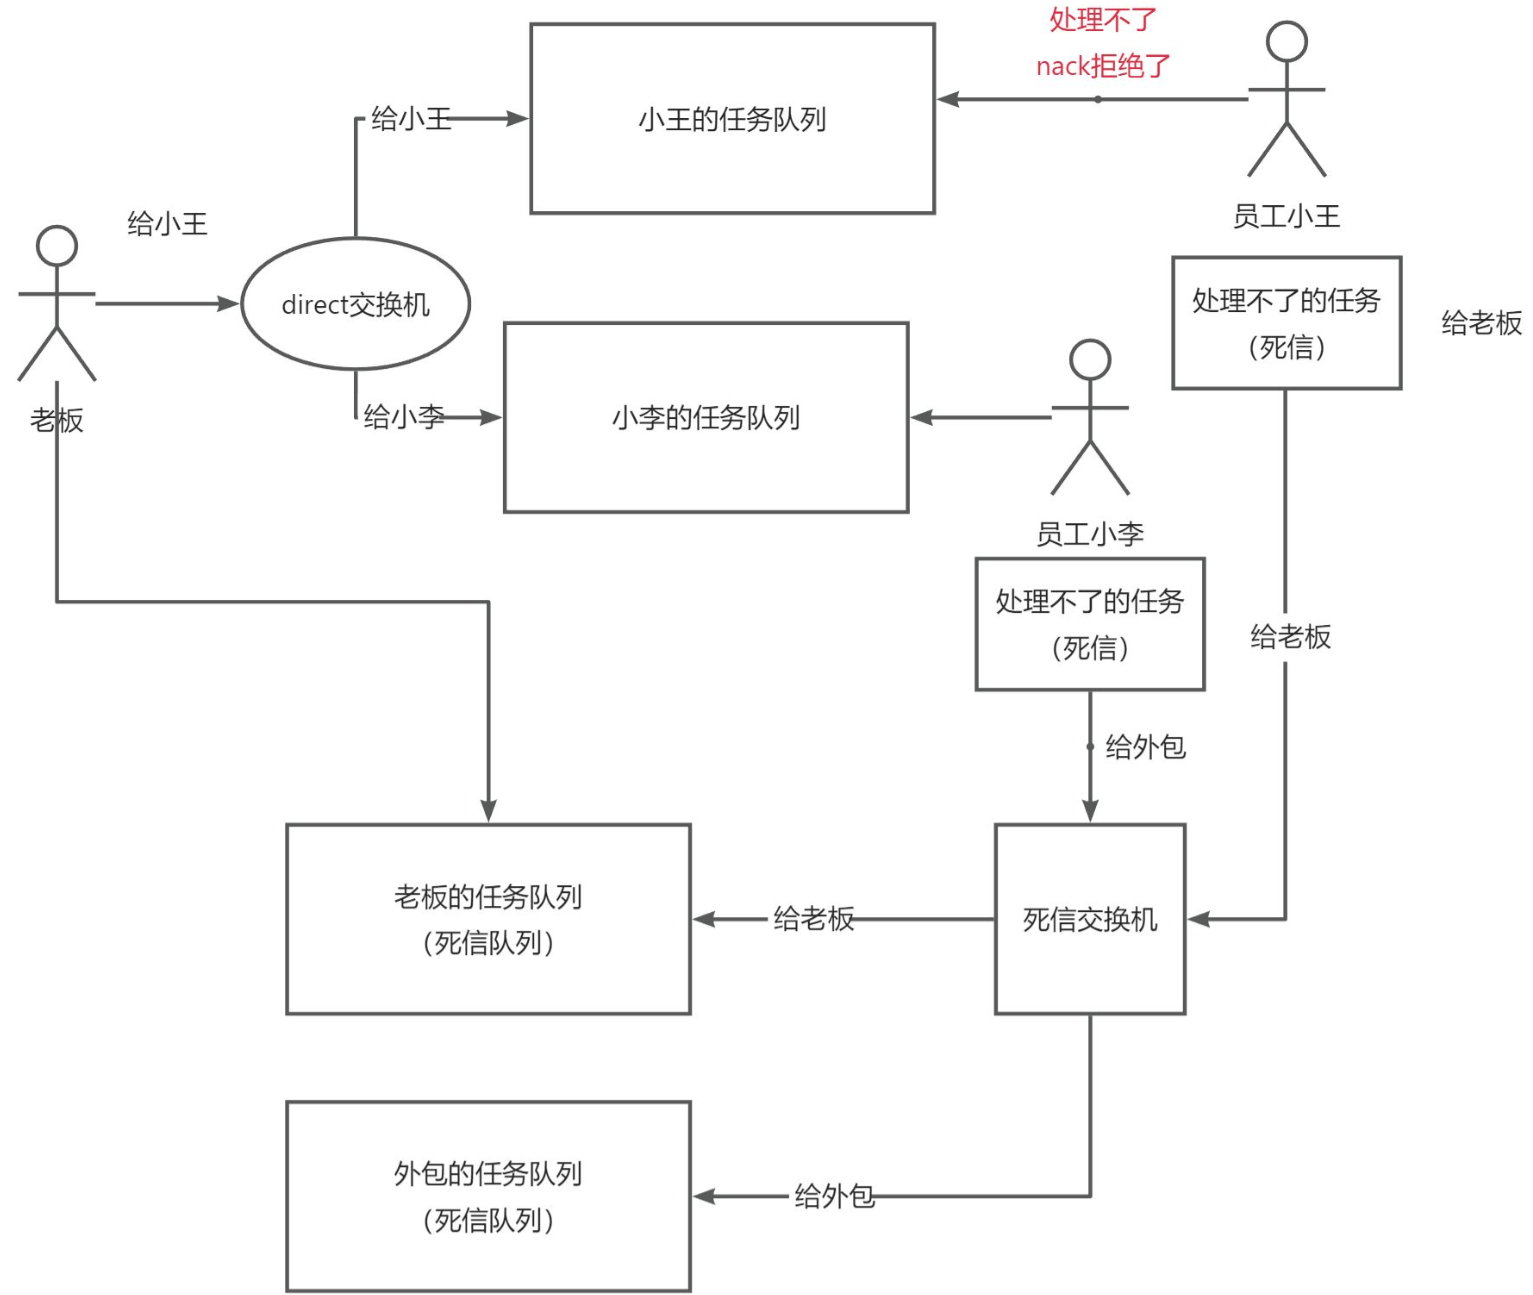 处理不了
nack拒绝了
给小王
小王的任务队列
员工小王
给小王
direct交换机
老板
给小李
小李的任务队列
员工小李
处理不了的任务
（死信）
给老板
处理不了的任务
（死信）
给老板
给外包
老板的任务队列
（死信队列）
给老板
死信交换机
外包的任务队列
（死信队列）
给外包